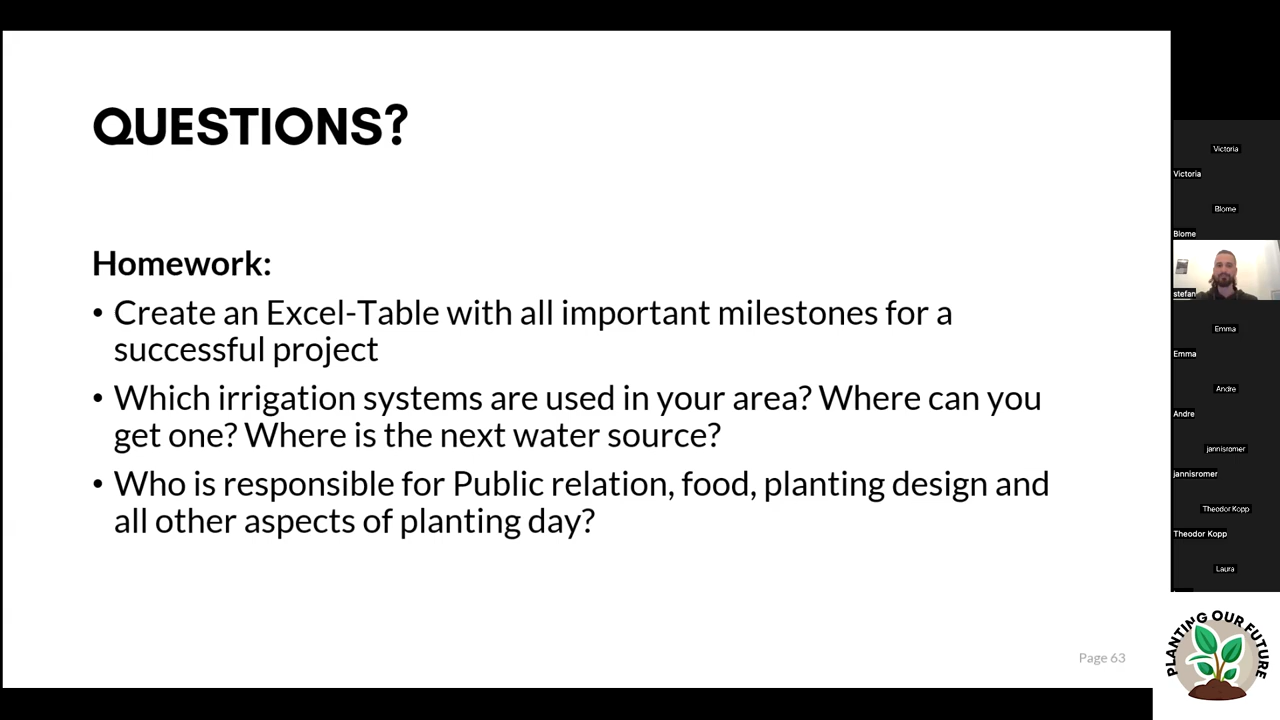 QUESTIONS?
Homework:
• Create an Excel-Table with all important milestones for a
successful project
• Which irrigation systems are used in your area? Where can you
get one? Where is the next water source?
• Who is responsible for Public relation, food, planting design and
all other aspects of planting day?
Page 63
Victoria
Victoria
Blome
Blome
stefan
Emma
Emma
Andre
Andre
jannisromer
jannisromer
Theodor Kopp
Theodor Kopp
Laura
PLANTING OUR FUTURE